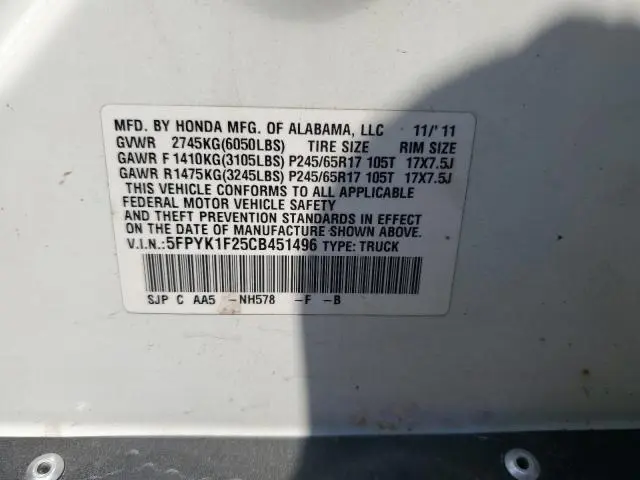 MFD. BY HONDA MFG. OF ALABAMA, LLC 11/'11
GVWR 2745KG(6050LBS) TIRE SIZE RIM SIZE
GAWR F 1410KG(3105LBS) P245/65R17 105T 17X7.5J
GAWR R1475KG(3245LBS) P245/65R17 105T 17X7.5J
THIS VEHICLE CONFORMS TO ALL APPLICABLE
FEDERAL MOTOR VEHICLE SAFETY
AND THEFT PREVENTION STANDARDS IN EFFECT
ON THE DATE OF MANUFACTURE SHOWN ABOVE.
V.I.N.:5FPYK1F25CB451496 TYPE: TRUCK
SJP C AA5 -NH578 -F -B